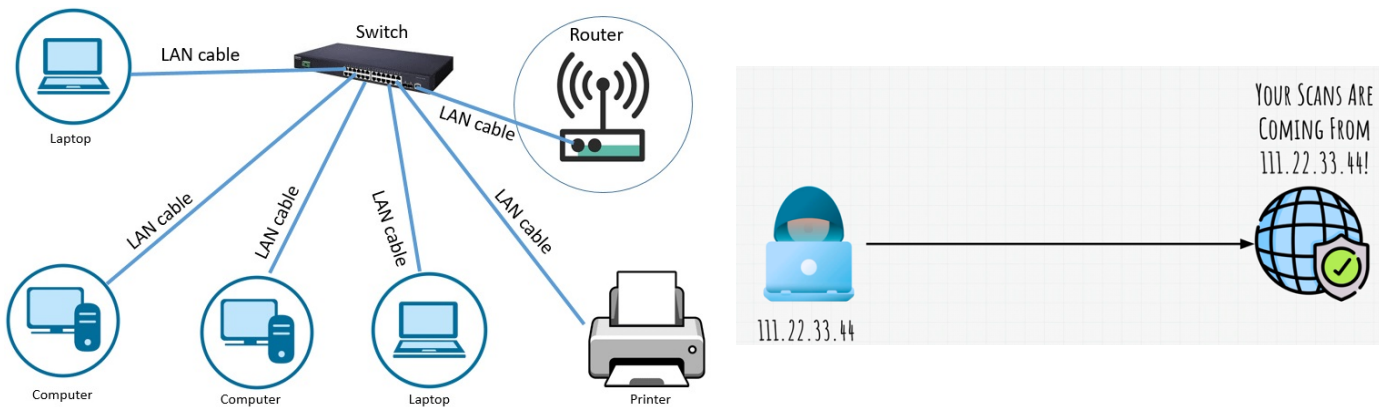 Switch
Router
LAN cable
Laptop
LAN cable
LAN cable
LAN cable
LAN cable
LAN cable
Computer
Computer
Laptop
Printer
YOUR SCANS ARE
COMING FROM
111.22.33.44!
111.22.33.44